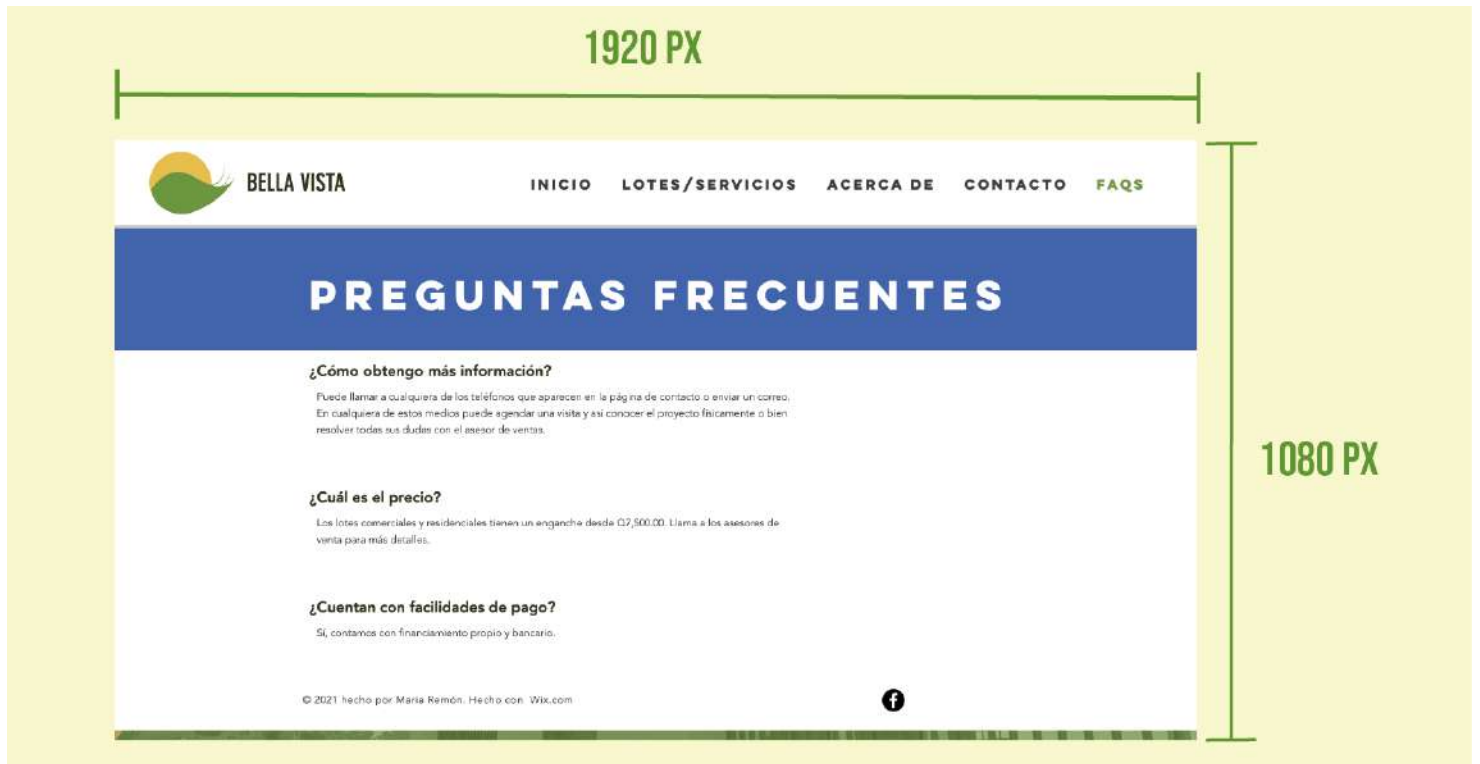 1920 PX
BELLA VISTA
INICIO LOTES/SERVICIOS ACERCA DE CONTACTO FAQS
PREGUNTAS FRECUENTES
¿Cómo obtengo más información?
Puede llamar a cualquiera de los teléfonos que aparecen en la página de contacto o enviar un correo.
En cualquiera de estos medios puede agendar una visita y así conocer el proyecto físicamente o bien
resolver todas sus dudas con el asesor de ventas.
1080 PX
¿Cuál es el precio?
Los lotes comerciales y residenciales tienen un enganche desde Q7,500.00. Llama a los asesores de
venta para más detalles.
¿Cuentan con facilidades de pago?
Sí, contamos con financiamiento propio y bancario.
© 2021 hecho por Maria Remón. Hecho con Wix.com